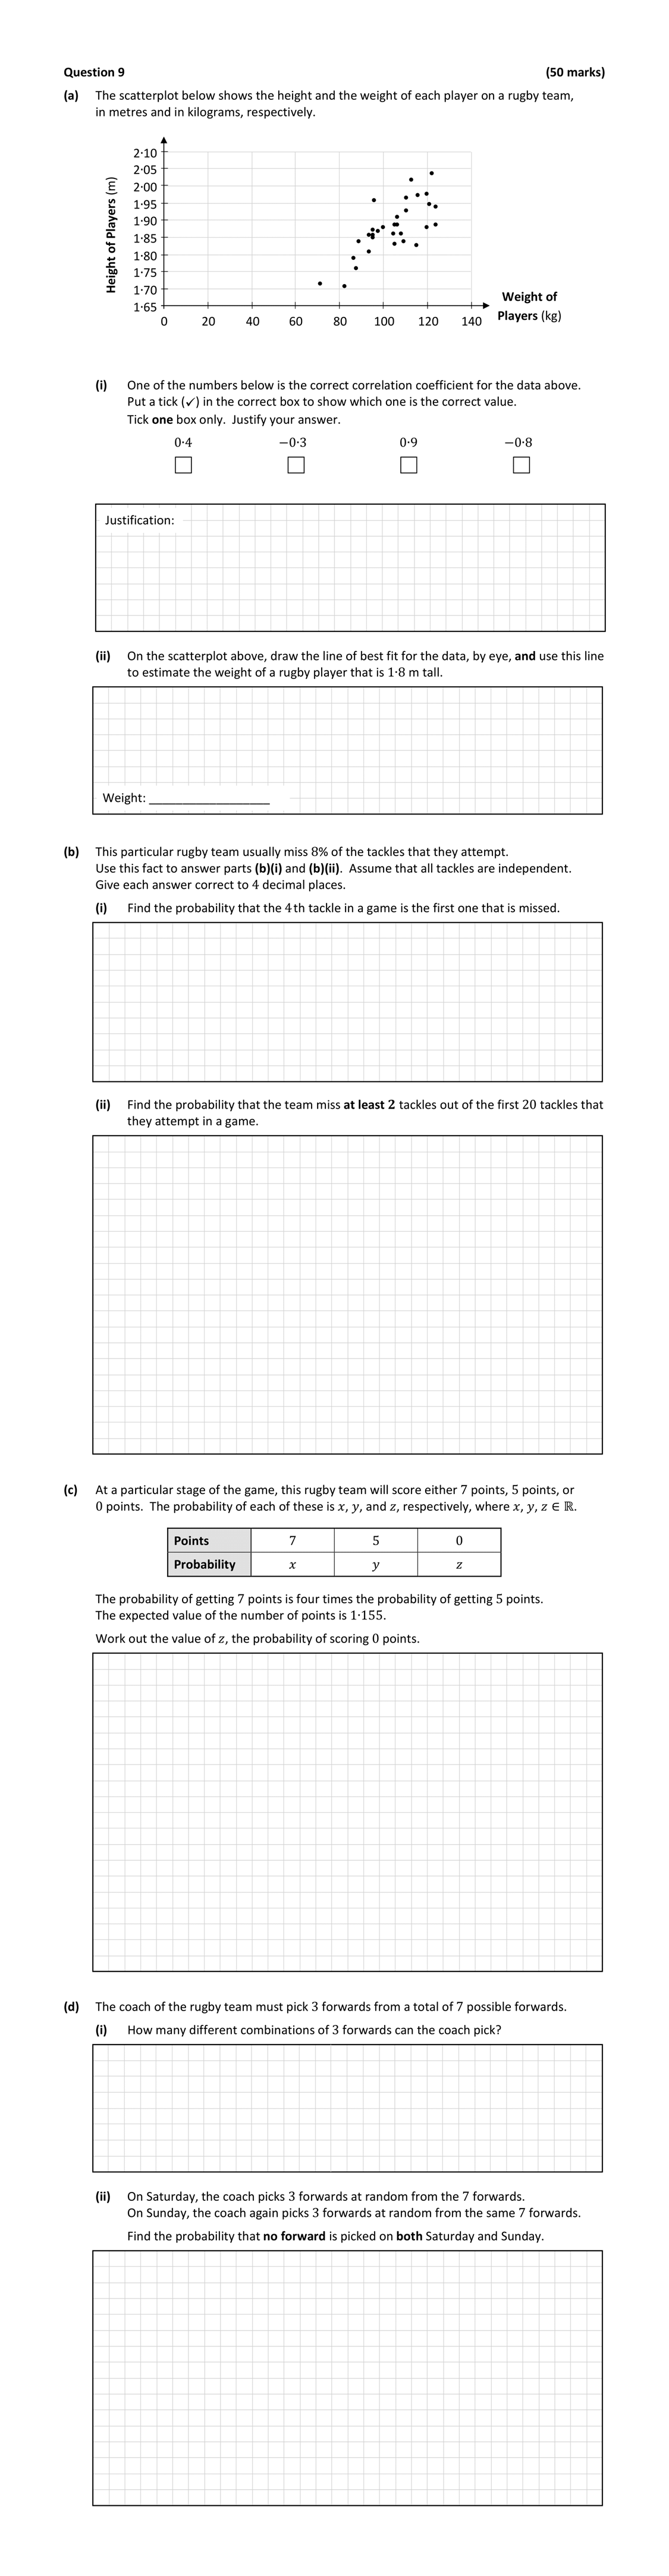 Question 9 (50 marks)
(a) The scatterplot below shows the height and the weight of each player on a rugby team,
in metres and in kilograms, respectively.
Height of Players (m)
2·10
2·05
2·00
1·95
1·90
1·85
1·80
1·75
1·70
1·65
0 20 40 60 80 100 120 140
Weight of
Players (kg)
(i) One of the numbers below is the correct correlation coefficient for the data above.
Put a tick (✓) in the correct box to show which one is the correct value.
Tick one box only. Justify your answer.
0·4 −0·3 0·9 −0·8
Justification:
(ii) On the scatterplot above, draw the line of best fit for the data, by eye, and use this line
to estimate the weight of a rugby player that is 1·8 m tall.
Weight: ____________________
(b) This particular rugby team usually miss 8% of the tackles that they attempt.
Use this fact to answer parts (b)(i) and (b)(ii). Assume that all tackles are independent.
Give each answer correct to 4 decimal places.
(i) Find the probability that the 4th tackle in a game is the first one that is missed.
(ii) Find the probability that the team miss at least 2 tackles out of the first 20 tackles that
they attempt in a game.
(c) At a particular stage of the game, this rugby team will score either 7 points, 5 points, or
0 points. The probability of each of these is x, y, and z, respectively, where x, y, z ∈ ℝ.
Points 7 5 0
Probability x y z
The probability of getting 7 points is four times the probability of getting 5 points.
The expected value of the number of points is 1·155.
Work out the value of z, the probability of scoring 0 points.
(d) The coach of the rugby team must pick 3 forwards from a total of 7 possible forwards.
(i) How many different combinations of 3 forwards can the coach pick?
(ii) On Saturday, the coach picks 3 forwards at random from the 7 forwards.
On Sunday, the coach again picks 3 forwards at random from the same 7 forwards.
Find the probability that no forward is picked on both Saturday and Sunday.